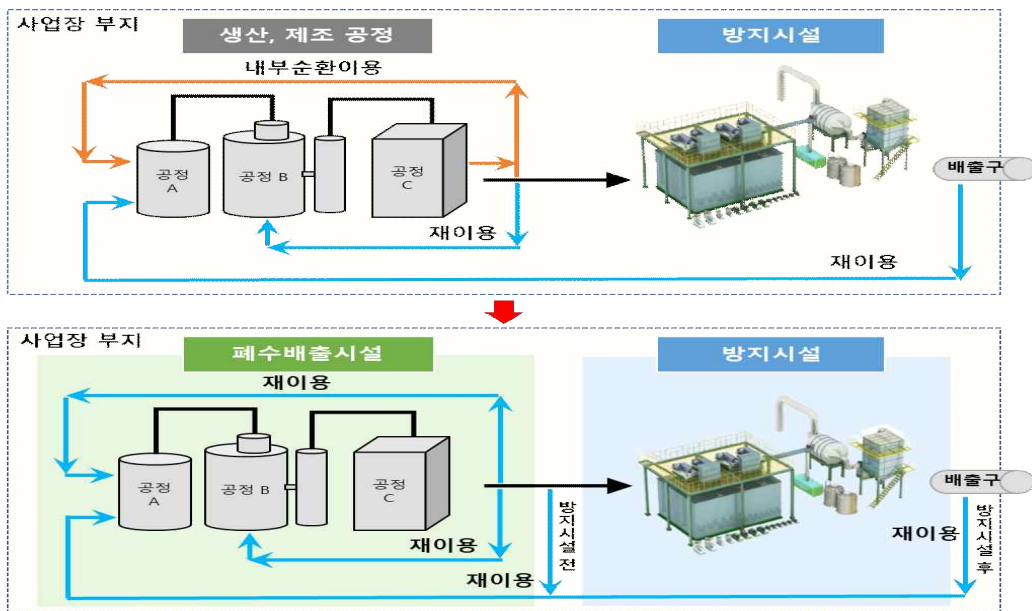 사업장 부지
생산, 제조 공정
방지시설
내부순환이용
공정
A
공정 B
공정
C
배출구
재이용
재이용
사업장 부지
폐수배출시설
방지시설
재이용
공정
A
공정 B
공정
C
배출구
방지시설 전
재이용
재이용
방지시설 후
재이용